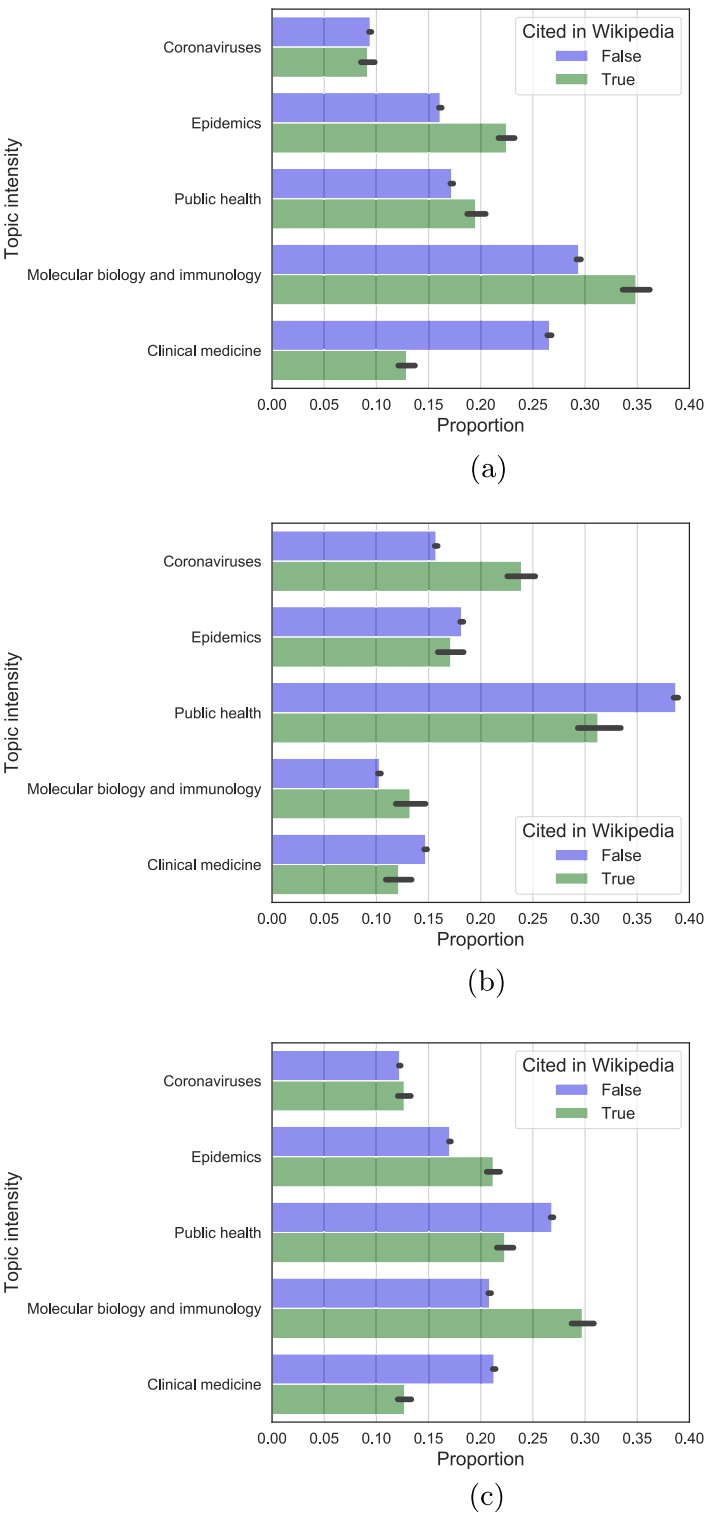 Topic intensity
Coronaviruses
Epidemics
Public health
Molecular biology and immunology
Clinical medicine
Cited in Wikipedia
False
True
0.00 0.05 0.10 0.15 0.20 0.25 0.30 0.35 0.40
Proportion
(a)
Topic intensity
Coronaviruses
Epidemics
Public health
Molecular biology and immunology
Clinical medicine
Cited in Wikipedia
False
True
0.00 0.05 0.10 0.15 0.20 0.25 0.30 0.35 0.40
Proportion
(b)
Topic intensity
Coronaviruses
Epidemics
Public health
Molecular biology and immunology
Clinical medicine
Cited in Wikipedia
False
True
0.00 0.05 0.10 0.15 0.20 0.25 0.30 0.35 0.40
Proportion
(c)